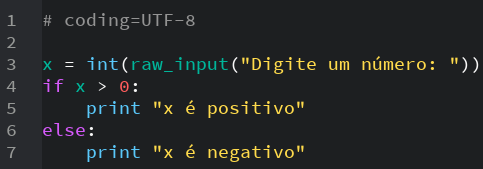 1 # coding=UTF-8
2
3 x = int(raw_input("Digite um número: "))
4 if x > 0:
5     print "x é positivo"
6 else:
7     print "x é negativo"